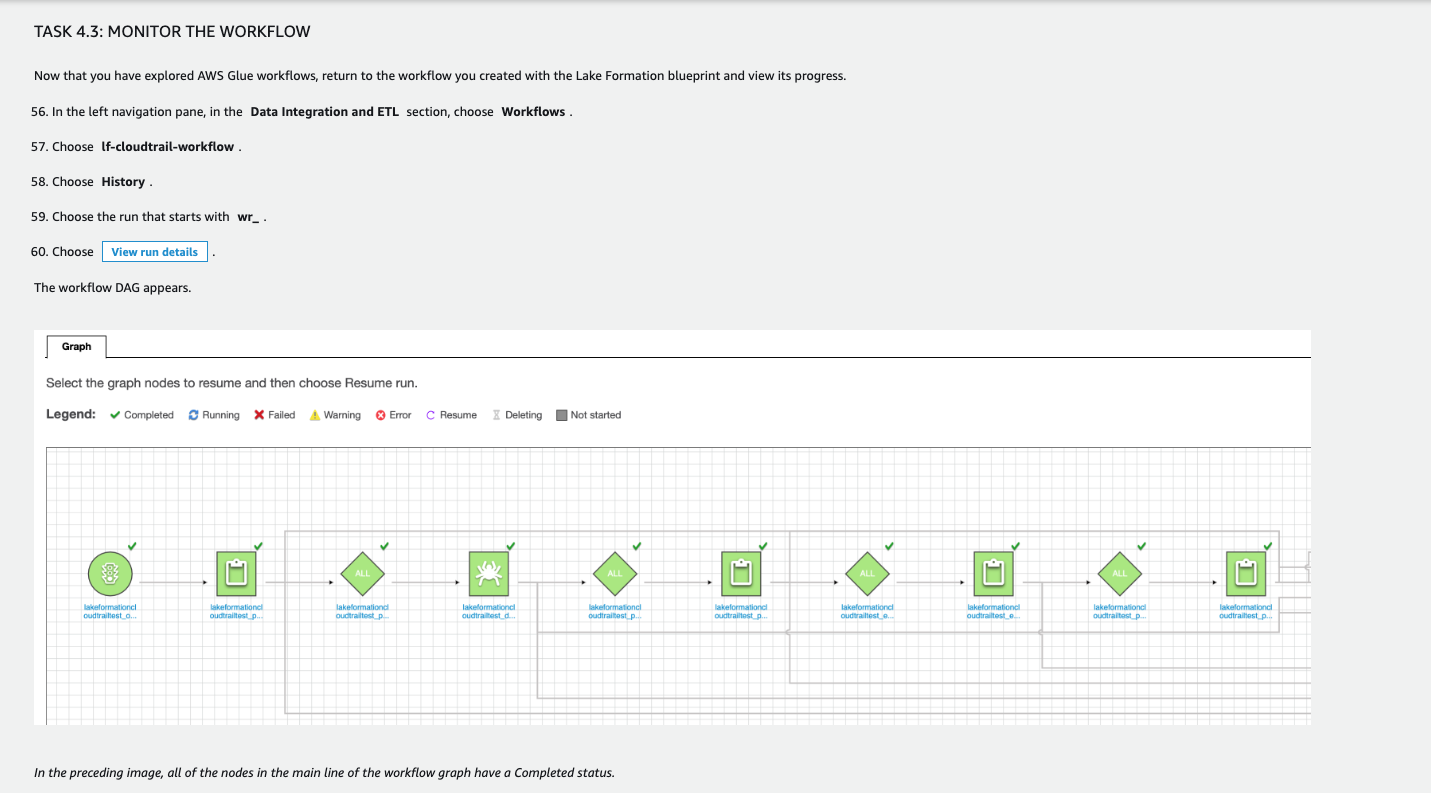 TASK 4.3: MONITOR THE WORKFLOW
Now that you have explored AWS Glue workflows, return to the workflow you created with the Lake Formation blueprint and view its progress.
56. In the left navigation pane, in the Data Integration and ETL section, choose Workflows .
57. Choose lf-cloudtrail-workflow .
58. Choose History .
59. Choose the run that starts with wr_ .
60. Choose View run details .
The workflow DAG appears.
Graph
Select the graph nodes to resume and then choose Resume run.
Legend: Completed Running Failed Warning Error Resume Deleting Not started
ALL ALL ALL ALL
lakeformationcl lakeformationcl lakeformationcl lakeformationcl lakeformationcl lakeformationcl lakeformationcl lakeformationcl lakeformationcl lakeformationcl
oudtrailtest_o... oudtrailtest_p... oudtrailtest_p... oudtrailtest_d... oudtrailtest_p... oudtrailtest_p... oudtrailtest_e... oudtrailtest_e... oudtrailtest_p... oudtrailtest_p...
In the preceding image, all of the nodes in the main line of the workflow graph have a Completed status.